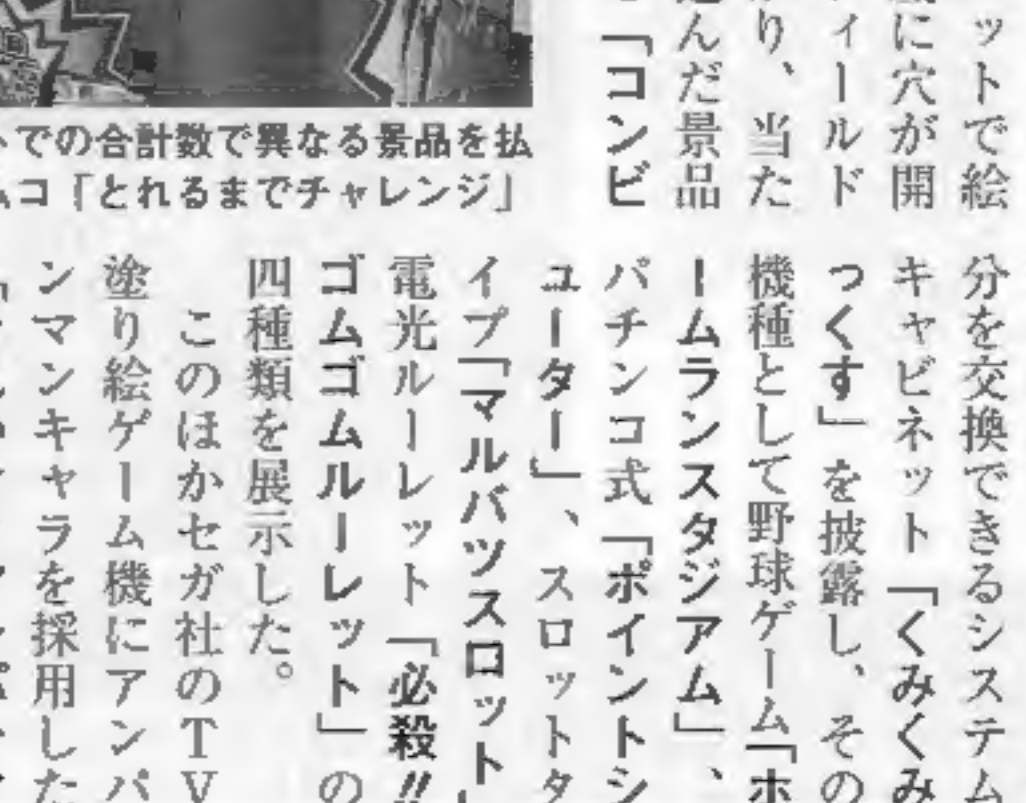 ットで絵
に穴が開
ィールド
り、当た
んだ景品
「コンビ
での合計数で異なる景品を払
ムコ「とれるまでチャレンジ」
分を交換できるシステム
キャビネット「くみくみ
っくす」を披露し、その
機種として野球ゲーム「ホ
ームランスタジアム」、
パチンコ式「ポイントシ
ューター」、スロットタ
イプ「マルバツスロット」
電光ルーレット「必殺!!
ゴムゴムルーレット」の
四種類を展示した。
このほかセガ社のTV
塗り絵ゲーム機にアンパ
ンマンキャラを採用した